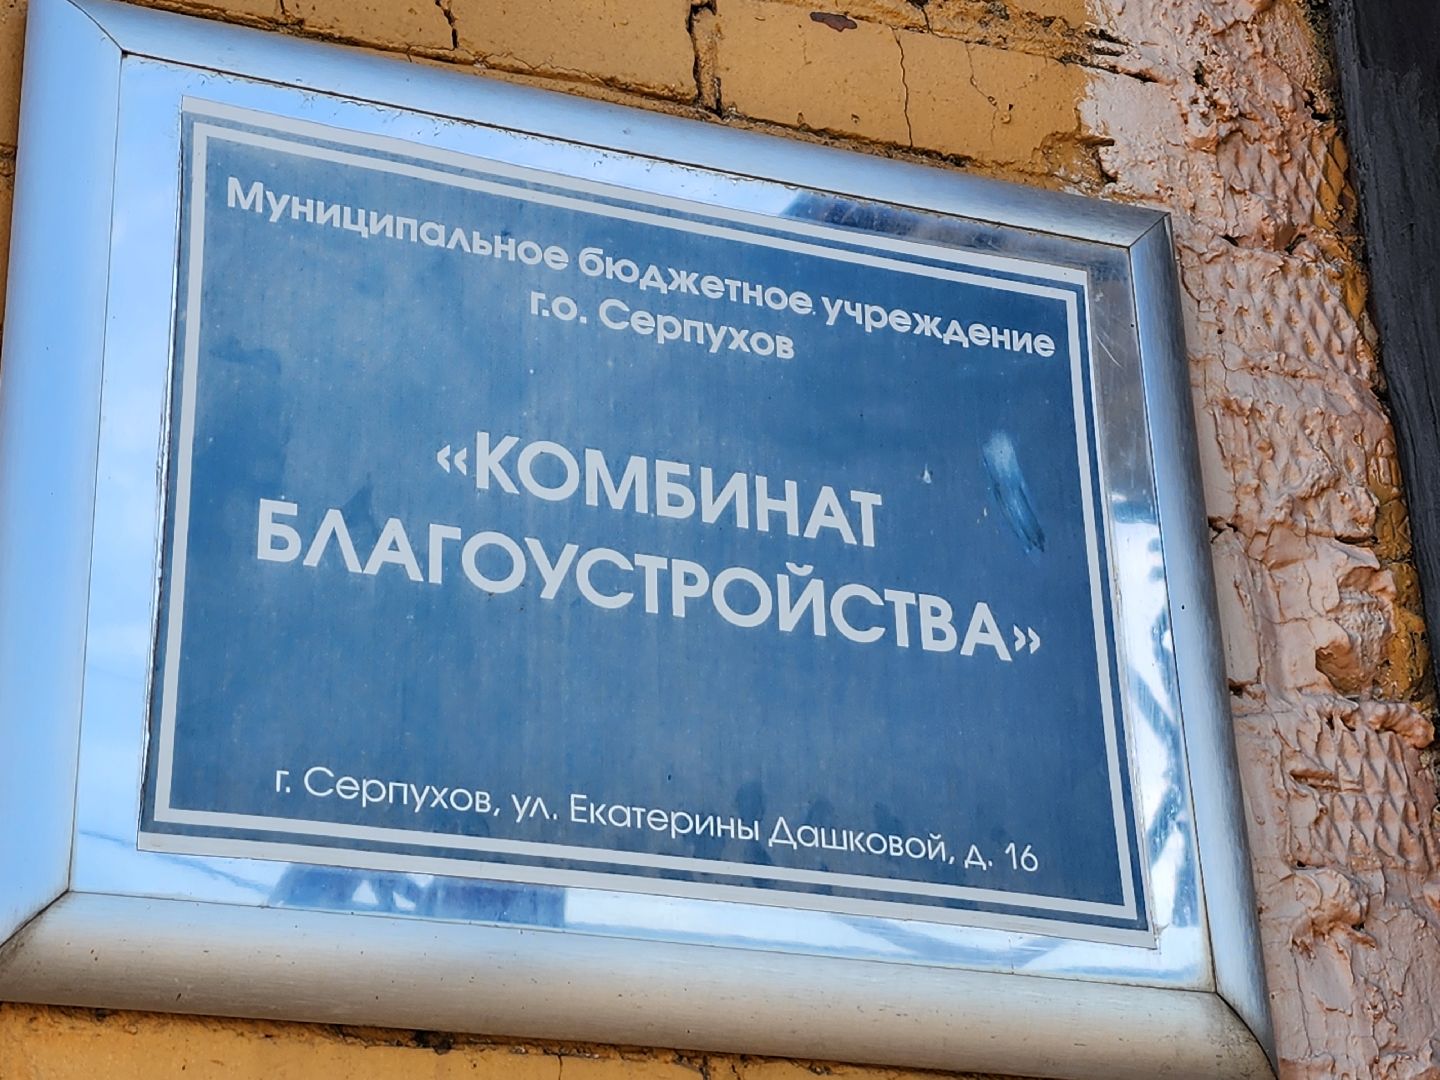 Муниципальное бюджетное учреждение
г.о. Серпухов
«КОМБИНАТ
БЛАГОУСТРОЙСТВА»
г. Серпухов, ул. Екатерины Дашковой, д. 16